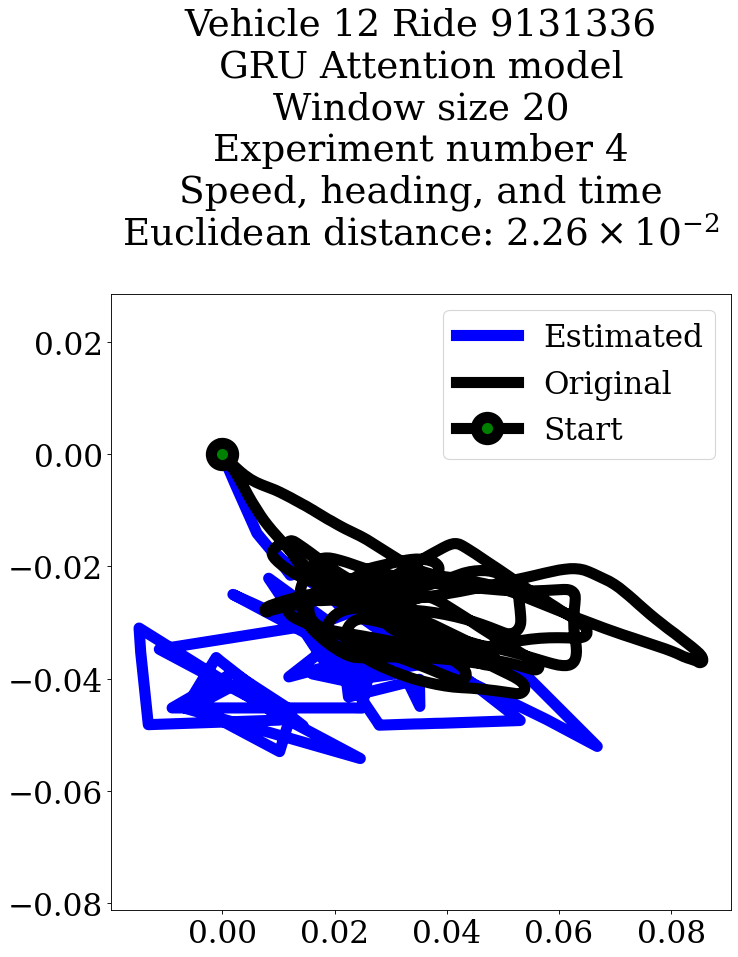 Vehicle 12 Ride 9131336
GRU Attention model
Window size 20
Experiment number 4
Speed, heading, and time
Euclidean distance: 2.26 × 10⁻²
Estimated
Original
Start
0.02
0.00
−0.02
−0.04
−0.06
−0.08
0.00 0.02 0.04 0.06 0.08